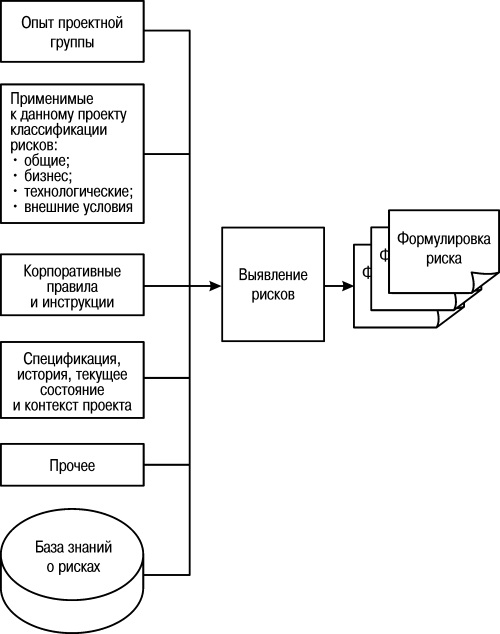 Опыт проектной
группы
Применимые
к данному проекту
классификации
рисков:
· общие;
· бизнес;
· технологические;
· внешние условия
Корпоративные
правила
и инструкции
Спецификация,
история, текущее
состояние
и контекст проекта
Прочее
База знаний
о рисках
Выявление
рисков
Ф
Ф
Формулировка
риска